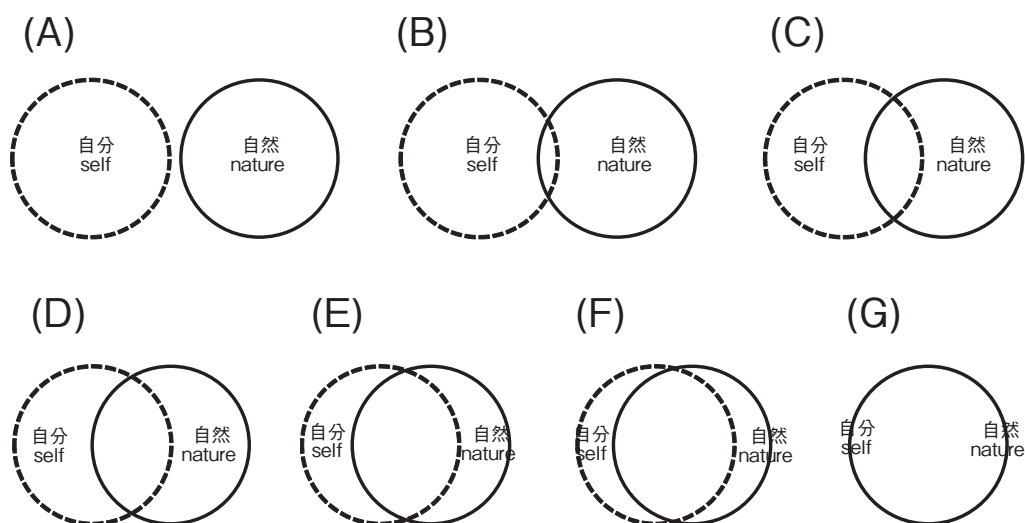 (A)
自分
self
自然
nature
(B)
自分
self
自然
nature
(C)
自分
self
自然
nature
(D)
自分
self
自然
nature
(E)
自分
self
自然
nature
(F)
自分
self
自然
nature
(G)
自分
self
自然
nature